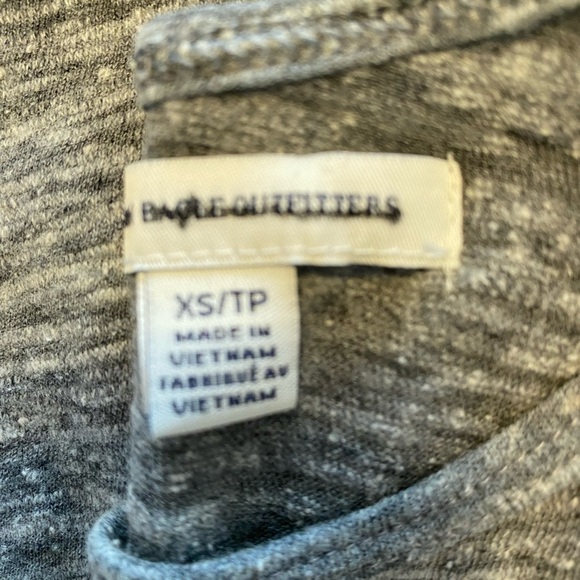 EAGLE OUTFITTERS
XS/TP
MADE IN
VIETNAM
FABRIQUÉ AU
VIETNAM